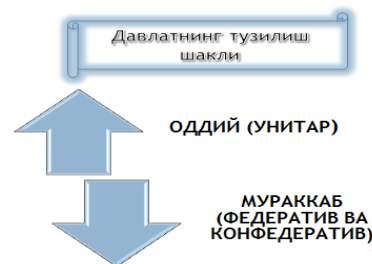 Давлатнинг тузилиш
шакли
ОДДИЙ (УНИТАР)
МУРАККАБ
(ФЕДЕРАТИВ ВА
КОНФЕДЕРАТИВ)